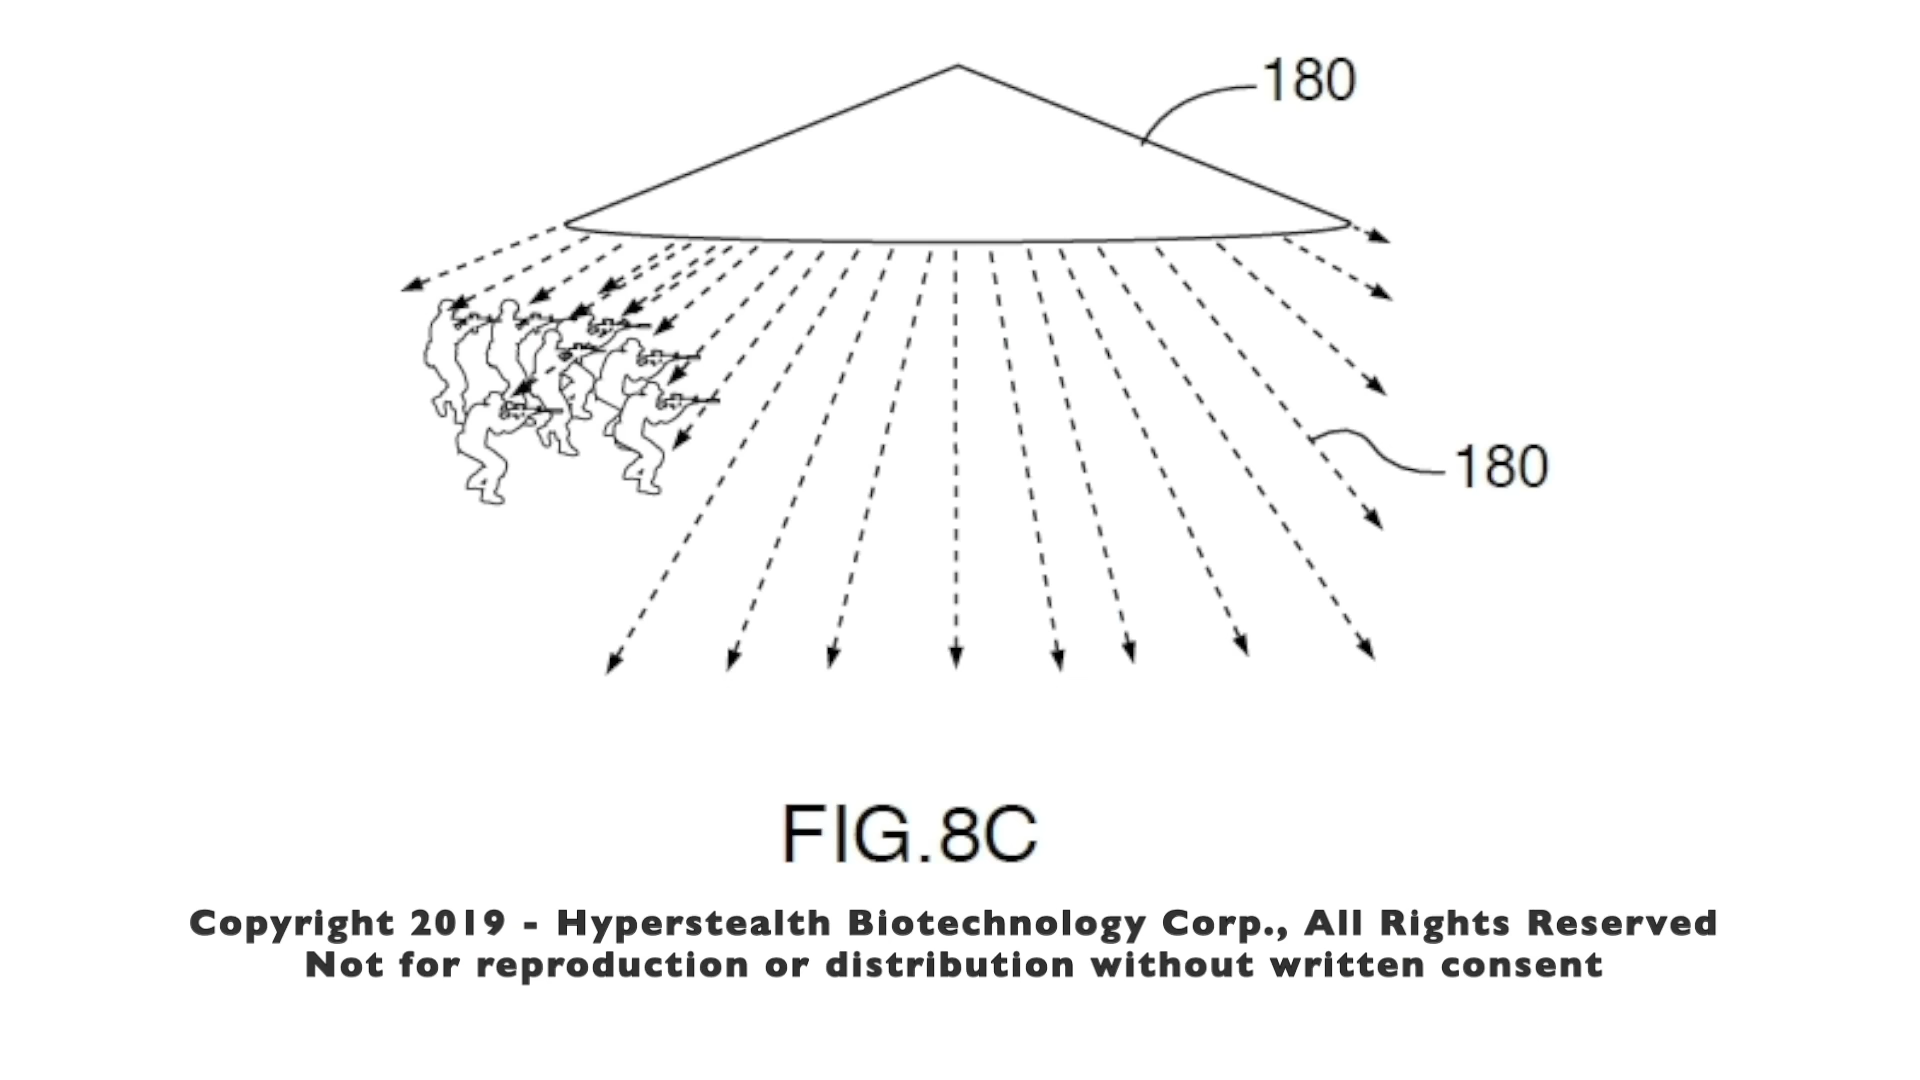 180
180
FIG.8C
Copyright 2019 - Hyperstealth Biotechnology Corp., All Rights Reserved
Not for reproduction or distribution without written consent